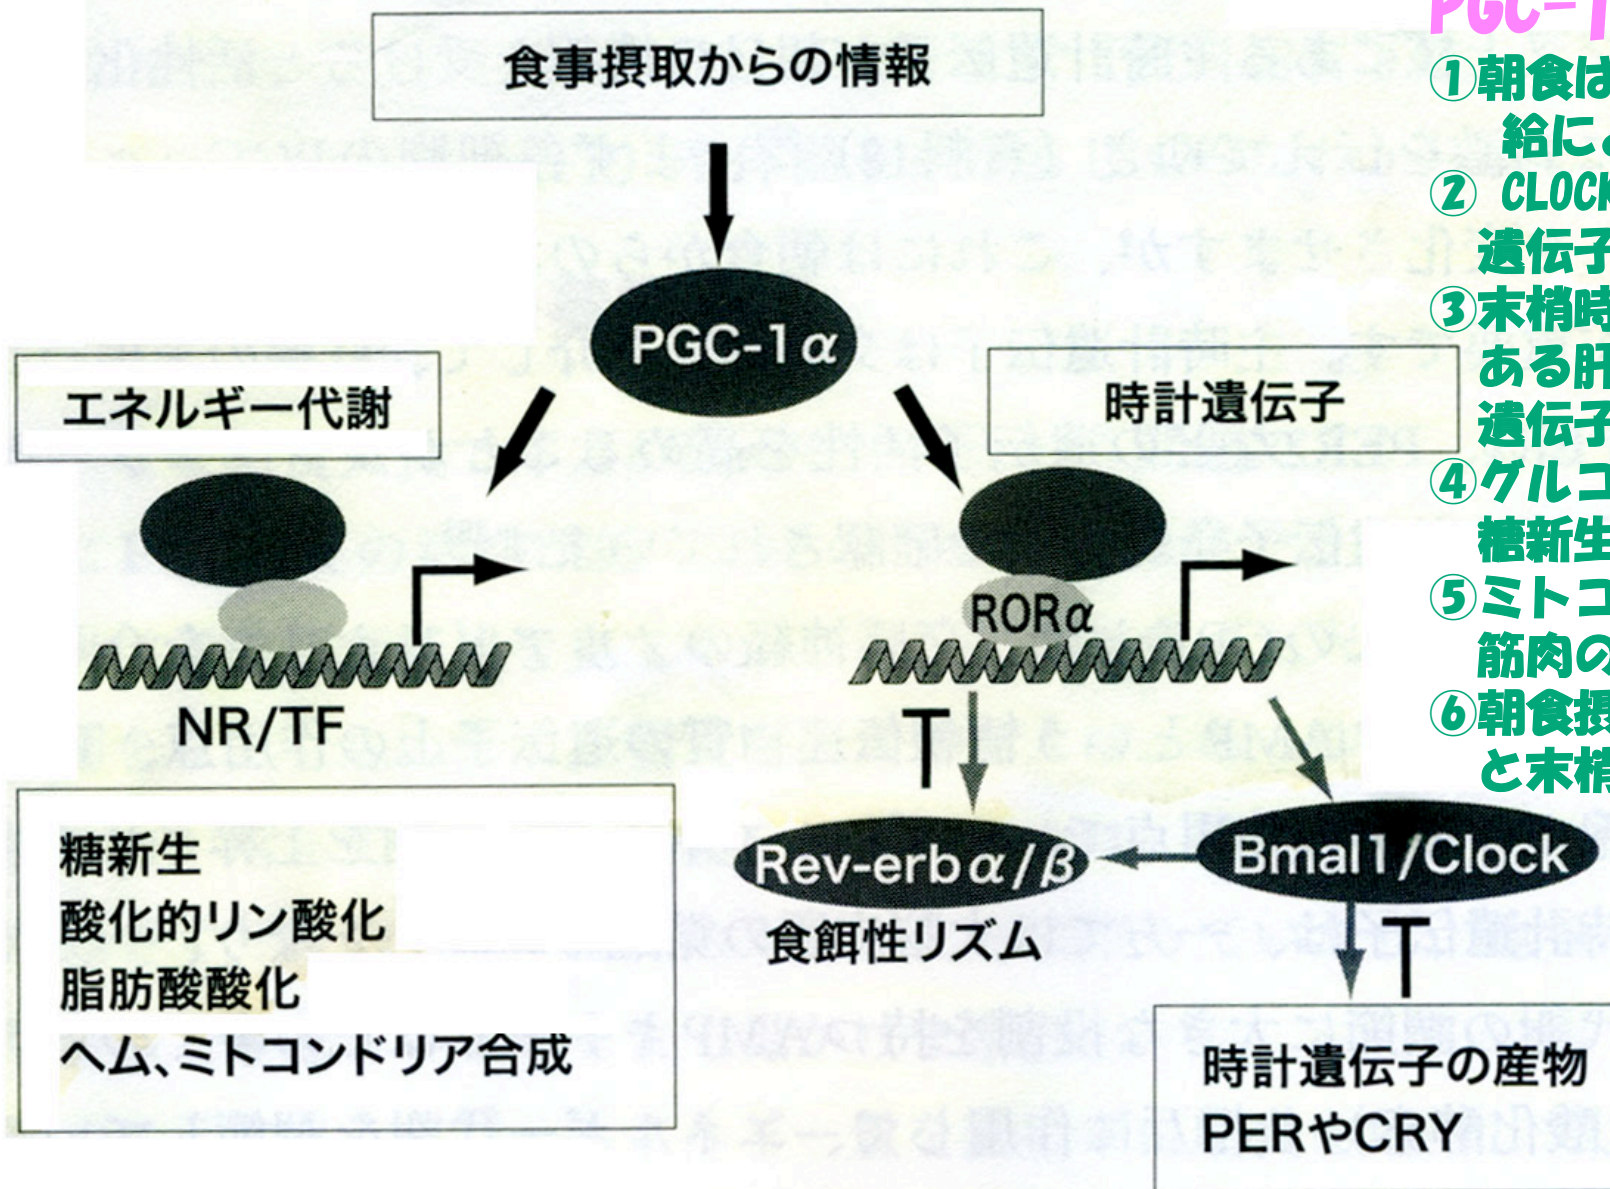 食事摂取からの情報
PGC-1α
エネルギー代謝
時計遺伝子
RORα
NR/TF
糖新生
酸化的リン酸化
脂肪酸酸化
ヘム、ミトコンドリア合成
Rev-erbα/β
食餌性リズム
Bmal1/Clock
時計遺伝子の産物
PERやCRY
PGC-1
①朝食は
給に
② CLOCK
遺伝子
③末梢時
ある肝
遺伝子
④グルコ
糖新生
⑤ミトコ
筋肉の
⑥朝食摂
と末梢